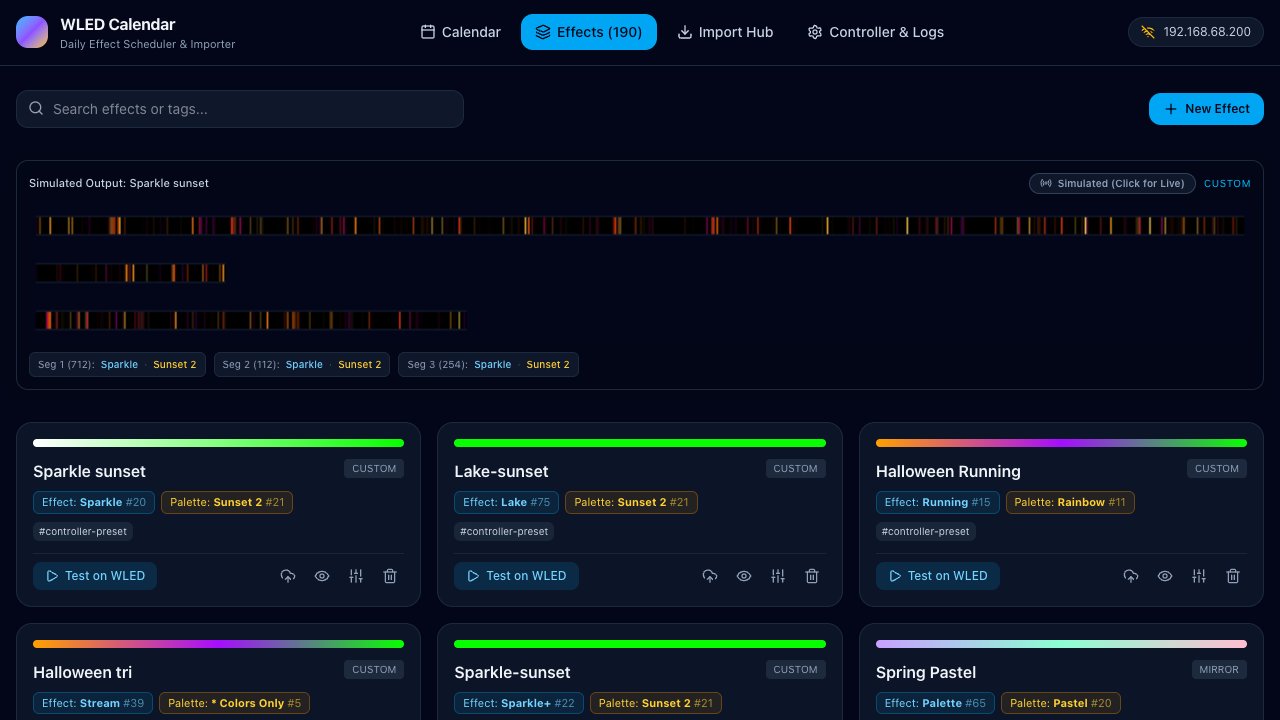 WLED Calendar
Daily Effect Scheduler & Importer
Calendar
Effects (190)
Import Hub
Controller & Logs
192.168.68.200
Search effects or tags...
New Effect
Simulated Output: Sparkle sunset
Simulated (Click for Live)
CUSTOM
Seg 1 (712): Sparkle · Sunset 2
Seg 2 (112): Sparkle · Sunset 2
Seg 3 (254): Sparkle · Sunset 2
Sparkle sunset
CUSTOM
Effect: Sparkle #20
Palette: Sunset 2 #21
#controller-preset
Test on WLED
Lake-sunset
CUSTOM
Effect: Lake #75
Palette: Sunset 2 #21
#controller-preset
Test on WLED
Halloween Running
CUSTOM
Effect: Running #15
Palette: Rainbow #11
#controller-preset
Test on WLED
Halloween tri
CUSTOM
Effect: Stream #39
Palette: * Colors Only #5
Sparkle-sunset
CUSTOM
Effect: Sparkle+ #22
Palette: Sunset 2 #21
Spring Pastel
MIRROR
Effect: Palette #65
Palette: Pastel #20